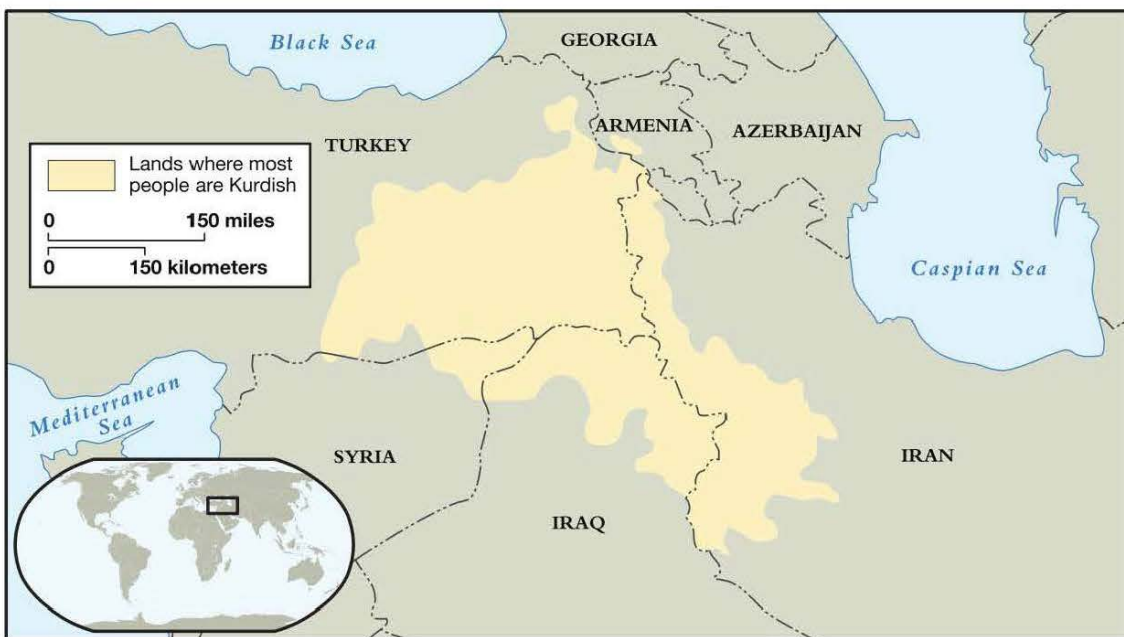 Black Sea
GEORGIA
ARMENIA
AZERBAIJAN
TURKEY
Lands where most
people are Kurdish
0 150 miles
0 150 kilometers
Caspian Sea
Mediterranean
Sea
SYRIA
IRAN
IRAQ